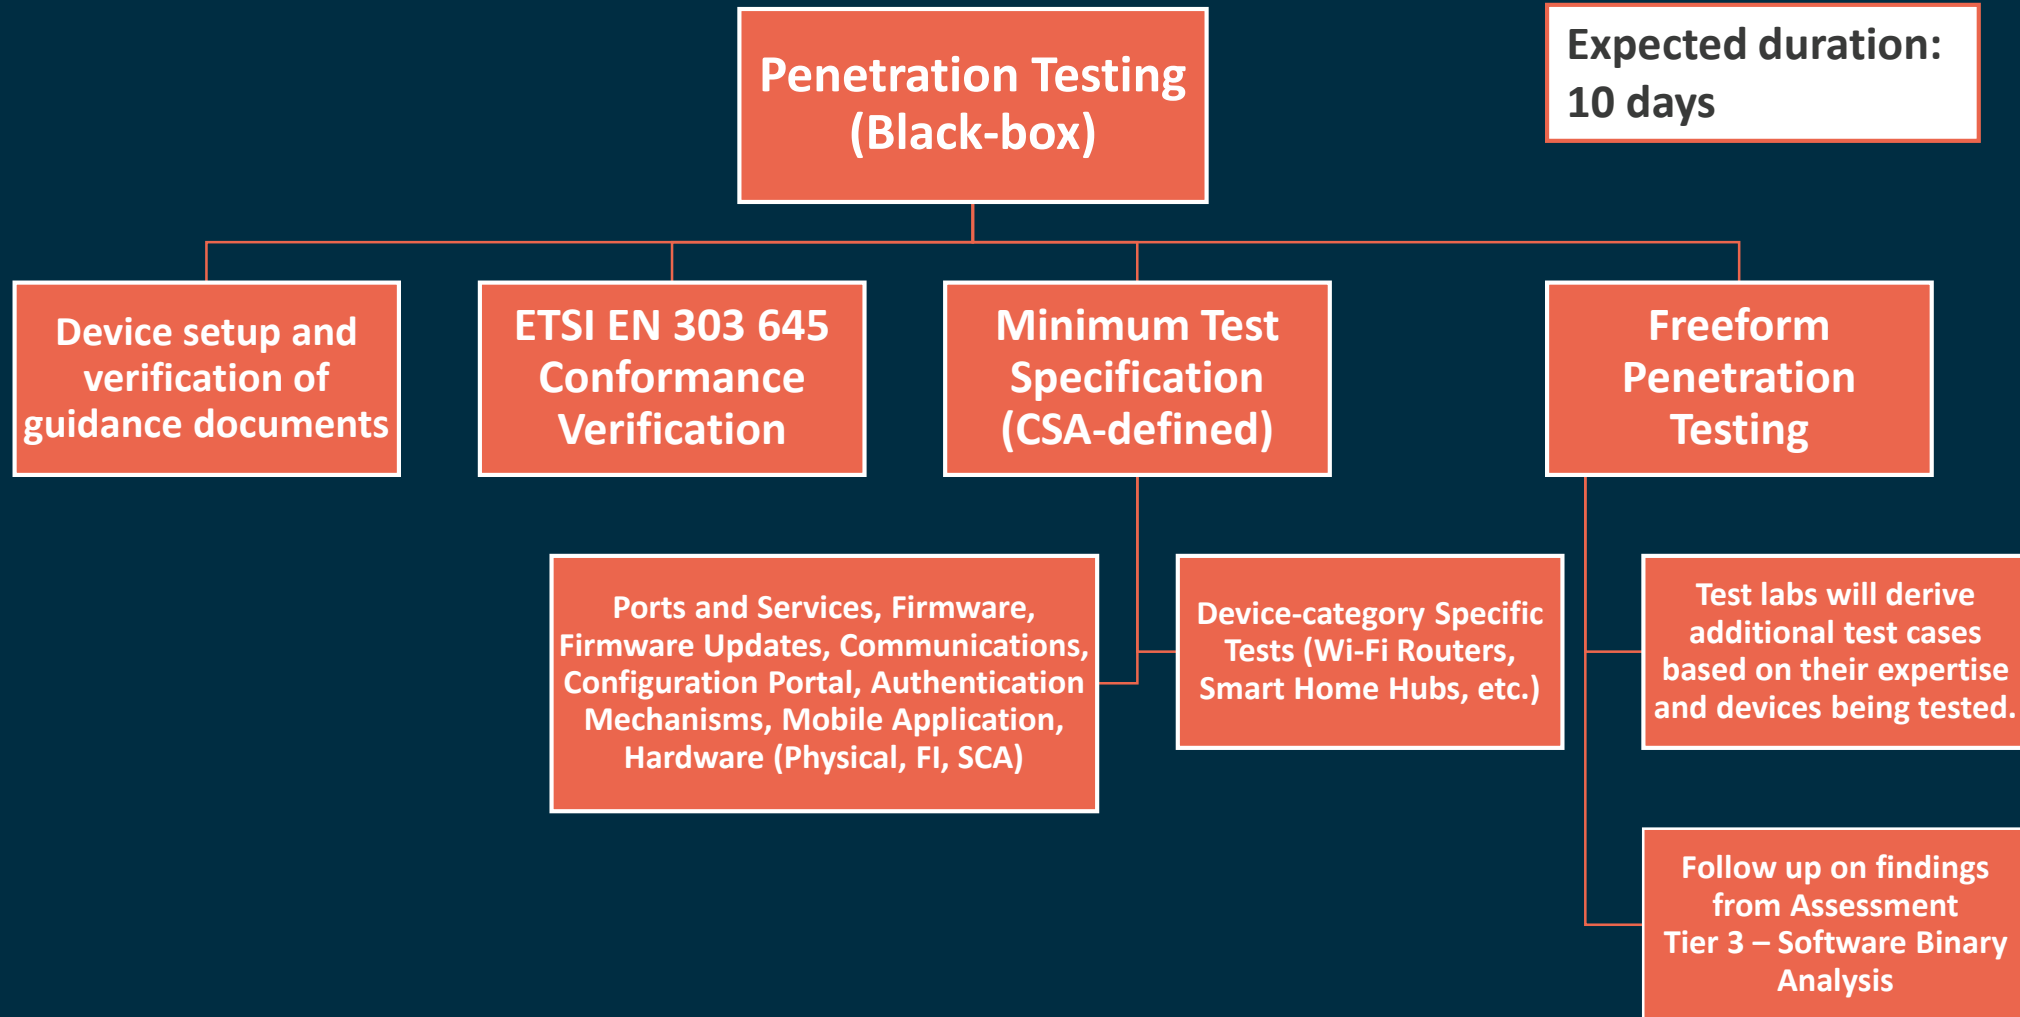 Penetration Testing
(Black-box)
Expected duration:
10 days
Device setup and
verification of
guidance documents
ETSI EN 303 645
Conformance
Verification
Minimum Test
Specification
(CSA-defined)
Freeform
Penetration
Testing
Ports and Services, Firmware,
Firmware Updates, Communications,
Configuration Portal, Authentication
Mechanisms, Mobile Application,
Hardware (Physical, FI, SCA)
Device-category Specific
Tests (Wi-Fi Routers,
Smart Home Hubs, etc.)
Test labs will derive
additional test cases
based on their expertise
and devices being tested.
Follow up on findings
from Assessment
Tier 3 – Software Binary
Analysis